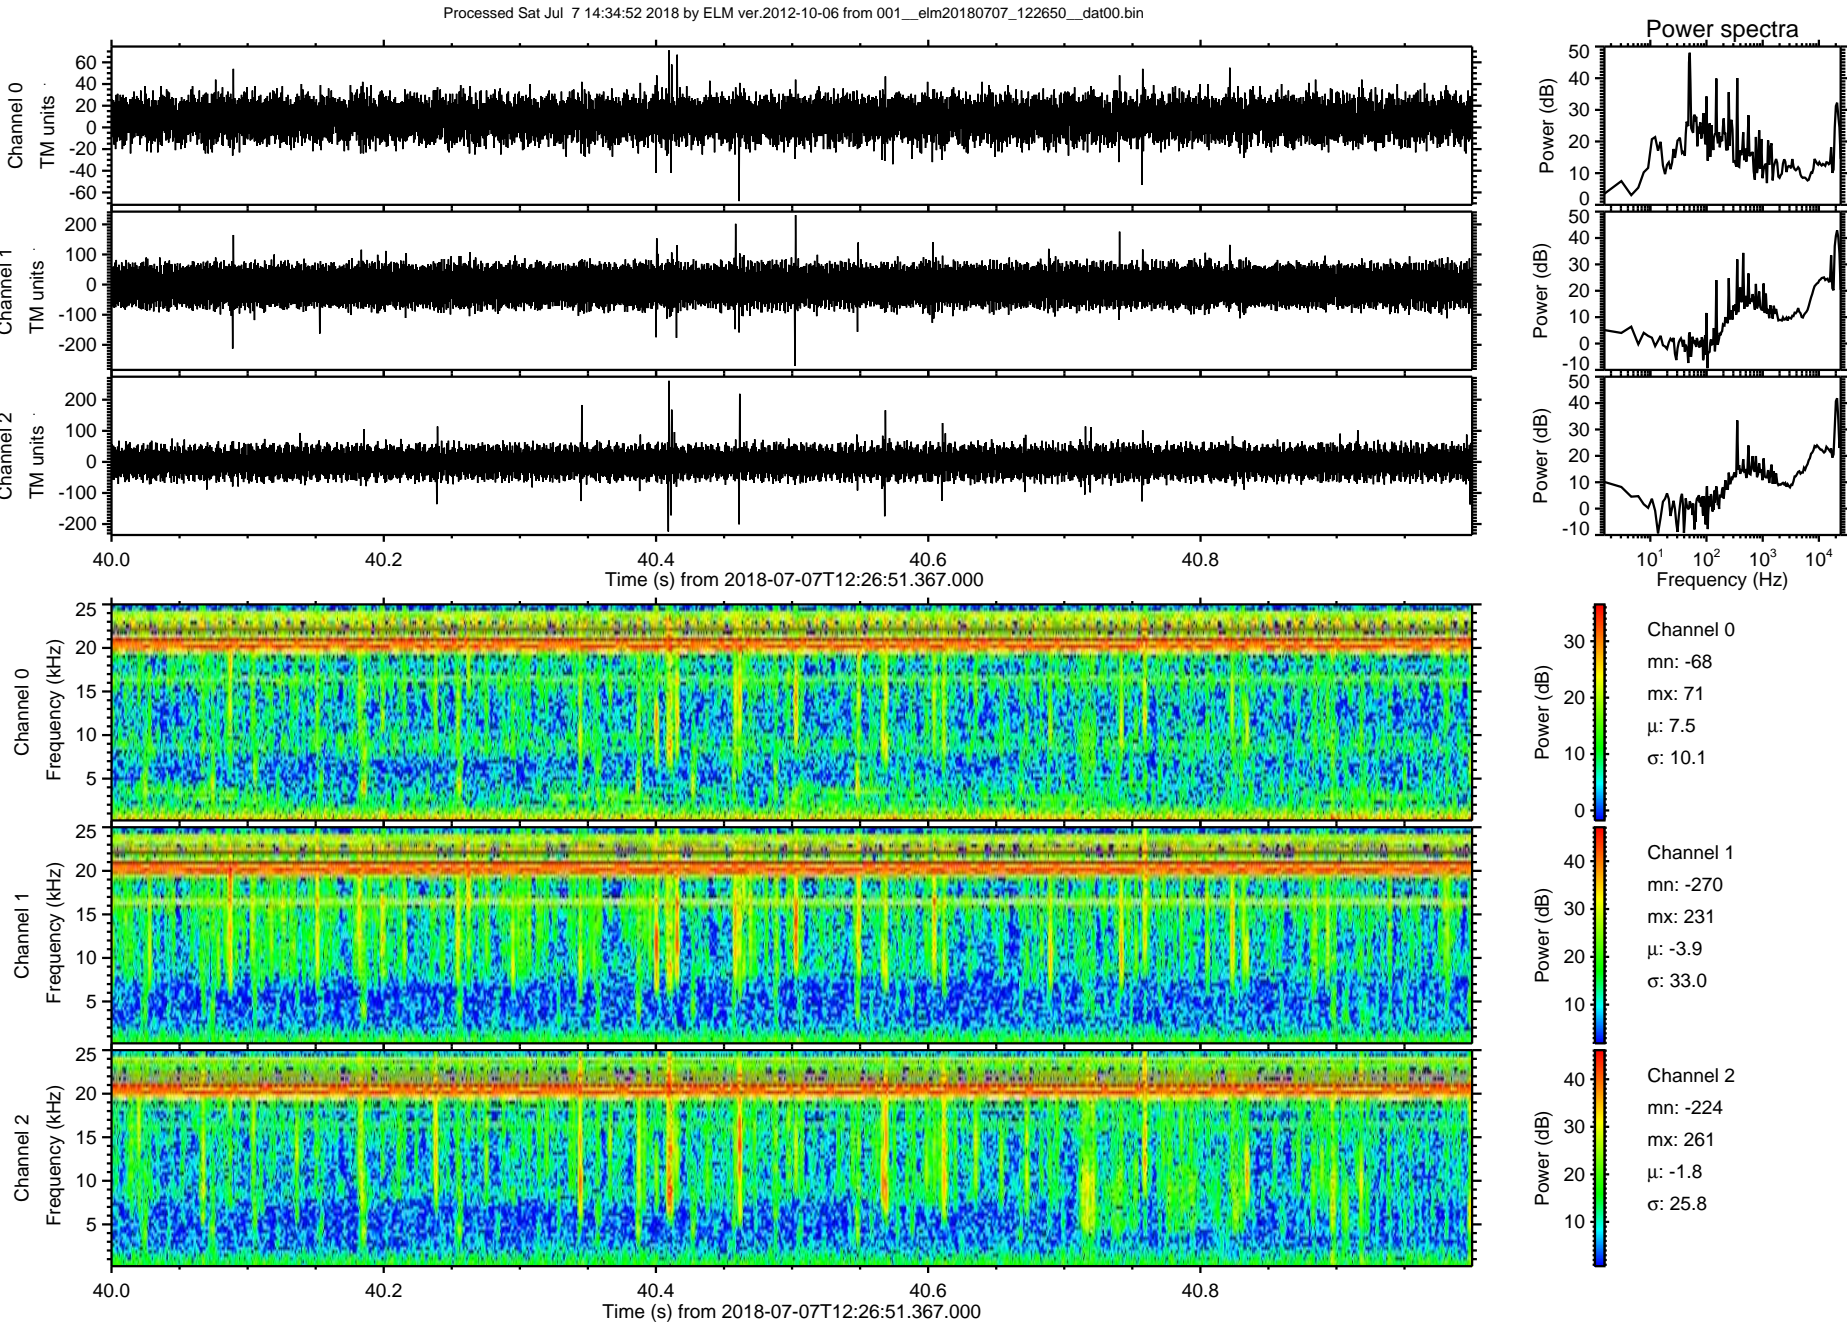 Processed Sat Jul 7 14:34:52 2018 by ELM ver.2012-10-06 from 001__elm20180707_122650__dat00.bin
Power spectra
Channel 0
TM units
60
40
20
0
-20
-40
-60
Power (dB)
50
40
30
20
10
0
Channel 1
TM units
200
100
0
-100
-200
Power (dB)
50
40
30
20
10
0
-10
Channel 2
TM units
200
100
0
-100
-200
Power (dB)
50
40
30
20
10
0
-10
40.0 40.2 40.4 40.6 40.8
Time (s) from 2018-07-07T12:26:51.367.000
10^1 10^2 10^3 10^4
Frequency (Hz)
Channel 0
Frequency (kHz)
25
20
15
10
5
Power (dB)
30
20
10
0
Channel 0
mn: -68
mx: 71
μ: 7.5
σ: 10.1
Channel 1
Frequency (kHz)
25
20
15
10
5
Power (dB)
40
30
20
10
Channel 1
mn: -270
mx: 231
μ: -3.9
σ: 33.0
Channel 2
Frequency (kHz)
25
20
15
10
5
Power (dB)
40
30
20
10
Channel 2
mn: -224
mx: 261
μ: -1.8
σ: 25.8
40.0 40.2 40.4 40.6 40.8
Time (s) from 2018-07-07T12:26:51.367.000